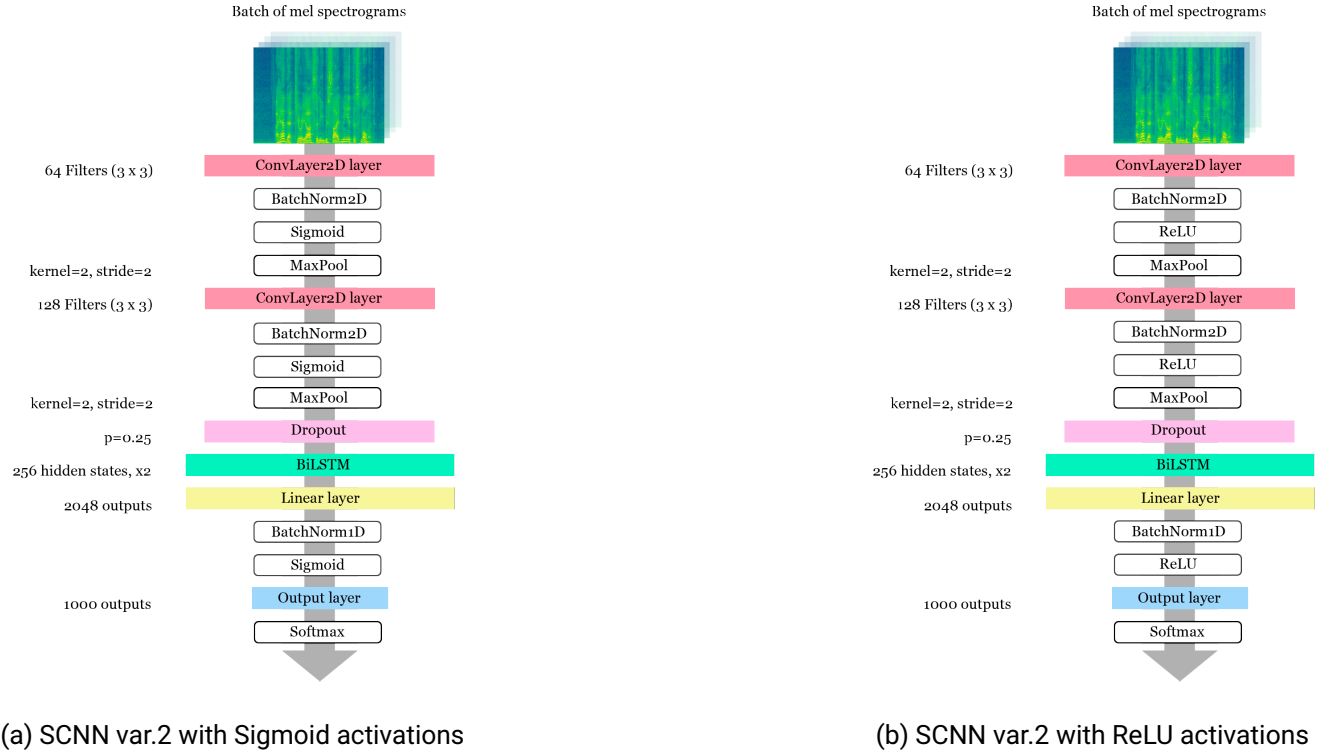 Batch of mel spectrograms
64 Filters (3 x 3)
ConvLayer2D layer
BatchNorm2D
Sigmoid
kernel=2, stride=2
MaxPool
128 Filters (3 x 3)
ConvLayer2D layer
BatchNorm2D
Sigmoid
kernel=2, stride=2
MaxPool
p=0.25
Dropout
256 hidden states, x2
BiLSTM
2048 outputs
Linear layer
BatchNorm1D
Sigmoid
1000 outputs
Output layer
Softmax
(a) SCNN var.2 with Sigmoid activations
Batch of mel spectrograms
64 Filters (3 x 3)
ConvLayer2D layer
BatchNorm2D
ReLU
kernel=2, stride=2
MaxPool
128 Filters (3 x 3)
ConvLayer2D layer
BatchNorm2D
ReLU
kernel=2, stride=2
MaxPool
p=0.25
Dropout
256 hidden states, x2
BiLSTM
2048 outputs
Linear layer
BatchNorm1D
ReLU
1000 outputs
Output layer
Softmax
(b) SCNN var.2 with ReLU activations